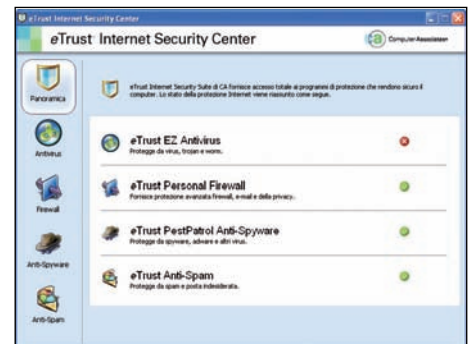 eTrust Internet Security Center
eTrust Internet Security Center
Computer Associates
Panoramica
eTrust Internet Security Suite di CA fornisce accesso totale ai programmi di protezione che rendono sicuro il
computer. Lo stato della protezione Internet viene riassunto come segue.
Antivirus
eTrust EZ Antivirus
Protegge da virus, trojan e worm.
Firewall
eTrust Personal Firewall
Fornisce protezione avanzata firewall, e-mail e della privacy.
Anti-Spyware
eTrust PestPatrol Anti-Spyware
Protegge da spyware, adware e altri virus.
Anti-Spam
eTrust Anti-Spam
Protegge da spam e posta indesiderata.